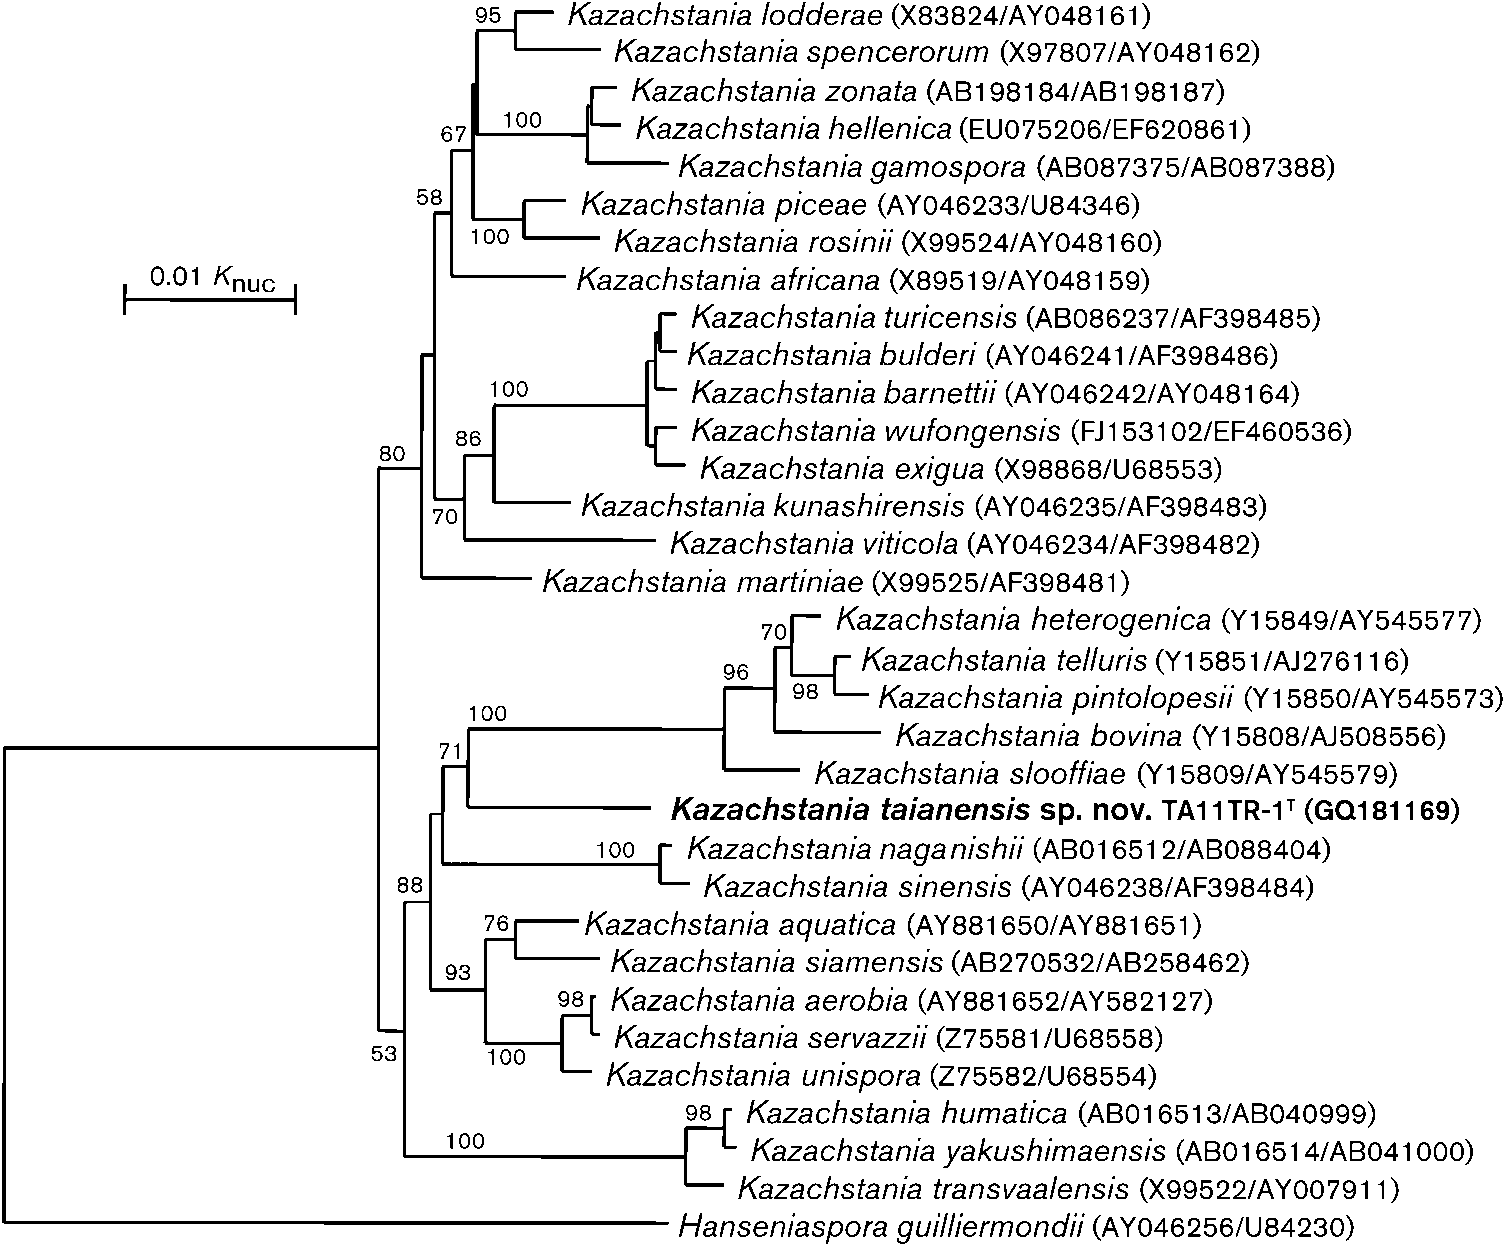 95
Kazachstania lodderae (X83824/AY048161)
Kazachstania spencerorum (X97807/AY048162)
Kazachstania zonata (AB198184/AB198187)
100
Kazachstania hellenica (EU075206/EF620861)
67
Kazachstania gamospora (AB087375/AB087388)
58
Kazachstania piceae (AY046233/U84346)
100
Kazachstania rosinii (X99524/AY048160)
0.01 Knuc
Kazachstania africana (X89519/AY048159)
Kazachstania turicensis (AB086237/AF398485)
Kazachstania bulderi (AY046241/AF398486)
100
Kazachstania barnettii (AY046242/AY048164)
86
Kazachstania wufongensis (FJ153102/EF460536)
80
Kazachstania exigua (X98868/U68553)
70
Kazachstania kunashirensis (AY046235/AF398483)
Kazachstania viticola (AY046234/AF398482)
Kazachstania martiniae (X99525/AF398481)
70
Kazachstania heterogenica (Y15849/AY545577)
96
Kazachstania telluris (Y15851/AJ276116)
98
Kazachstania pintolopesii (Y15850/AY545573)
100
Kazachstania bovina (Y15808/AJ508556)
71
Kazachstania slooffiae (Y15809/AY545579)
Kazachstania taianensis sp. nov. TA11TR-1T (GQ181169)
100
Kazachstania naganishii (AB016512/AB088404)
88
Kazachstania sinensis (AY046238/AF398484)
76
Kazachstania aquatica (AY881650/AY881651)
93
Kazachstania siamensis (AB270532/AB258462)
98
Kazachstania aerobia (AY881652/AY582127)
53
100
Kazachstania servazzii (Z75581/U68558)
Kazachstania unispora (Z75582/U68554)
98
Kazachstania humatica (AB016513/AB040999)
100
Kazachstania yakushimaensis (AB016514/AB041000)
Kazachstania transvaalensis (X99522/AY007911)
Hanseniaspora guilliermondii (AY046256/U84230)